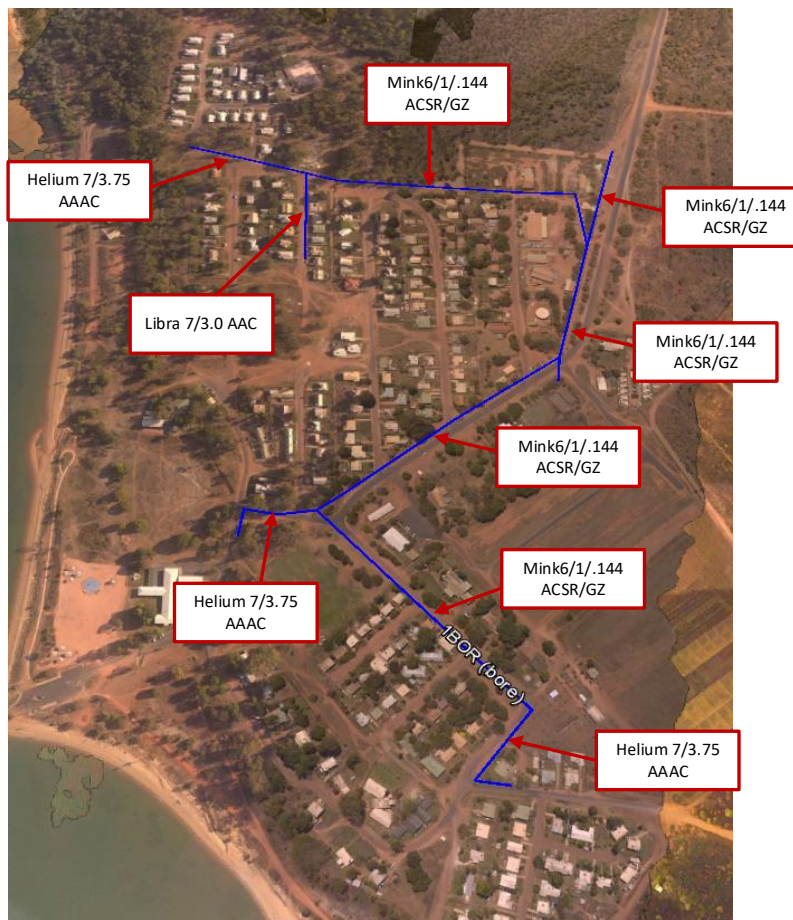 Mink6/1/.144
ACSR/GZ
Helium 7/3.75
AAAC
Mink6/1/.144
ACSR/GZ
Libra 7/3.0 AAC
Mink6/1/.144
ACSR/GZ
Mink6/1/.144
ACSR/GZ
Mink6/1/.144
ACSR/GZ
Helium 7/3.75
AAAC
1BOR (bore)
Helium 7/3.75
AAAC